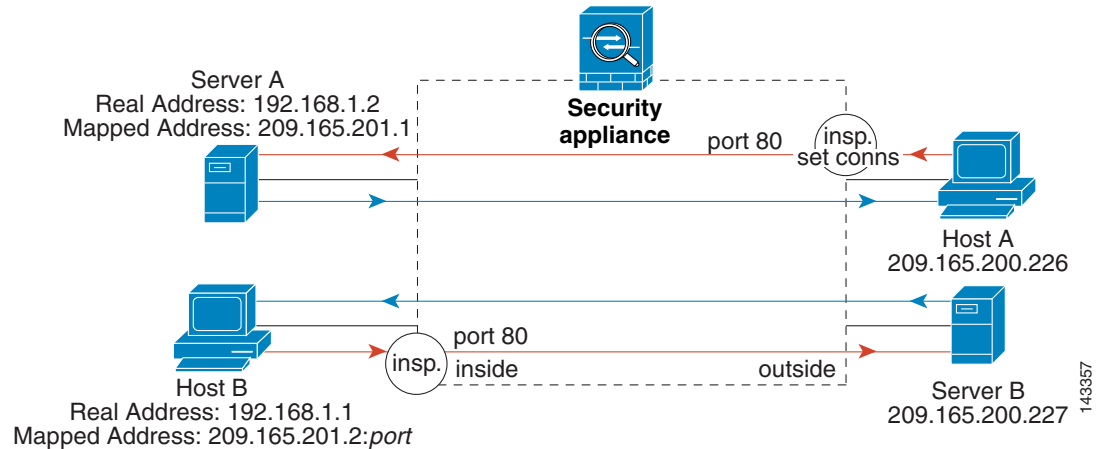 Server A
Real Address: 192.168.1.2
Mapped Address: 209.165.201.1
Security
appliance
port 80
insp.
set conns
Host A
209.165.200.226
port 80
insp.
inside
outside
Host B
Real Address: 192.168.1.1
Mapped Address: 209.165.201.2:port
Server B
209.165.200.227
143357